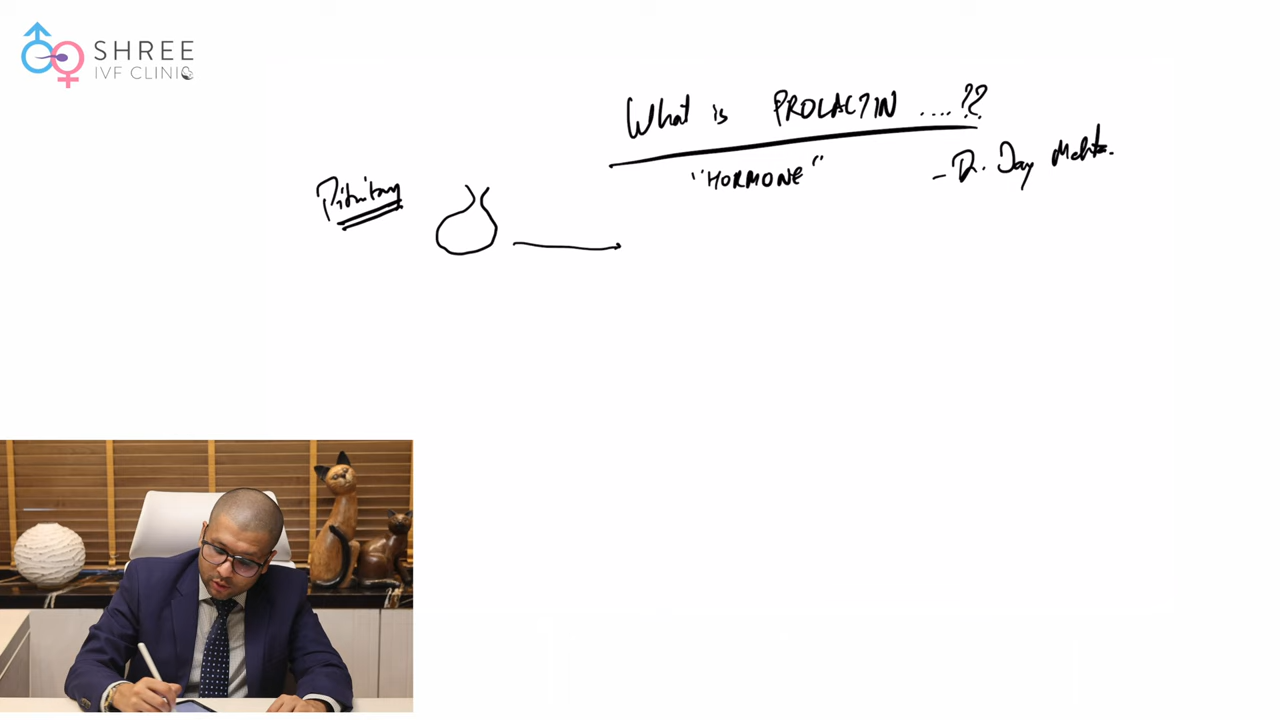 SHREE
IVF CLINIC
What is PROLACTIN ....??
"HORMONE"
- Dr. Jay Mehta.
Pituitary